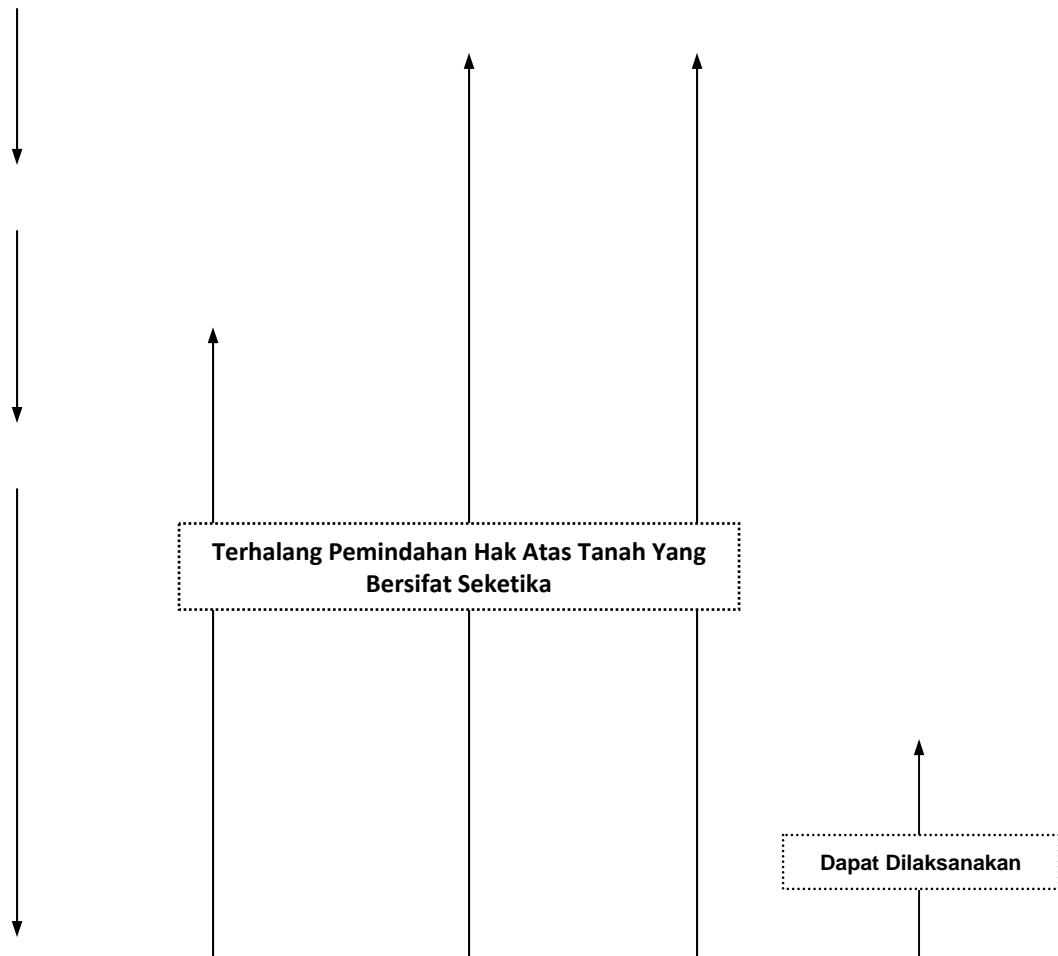 Terhalang Pemindahan Hak Atas Tanah Yang
Bersifat Seketika
Dapat Dilaksanakan